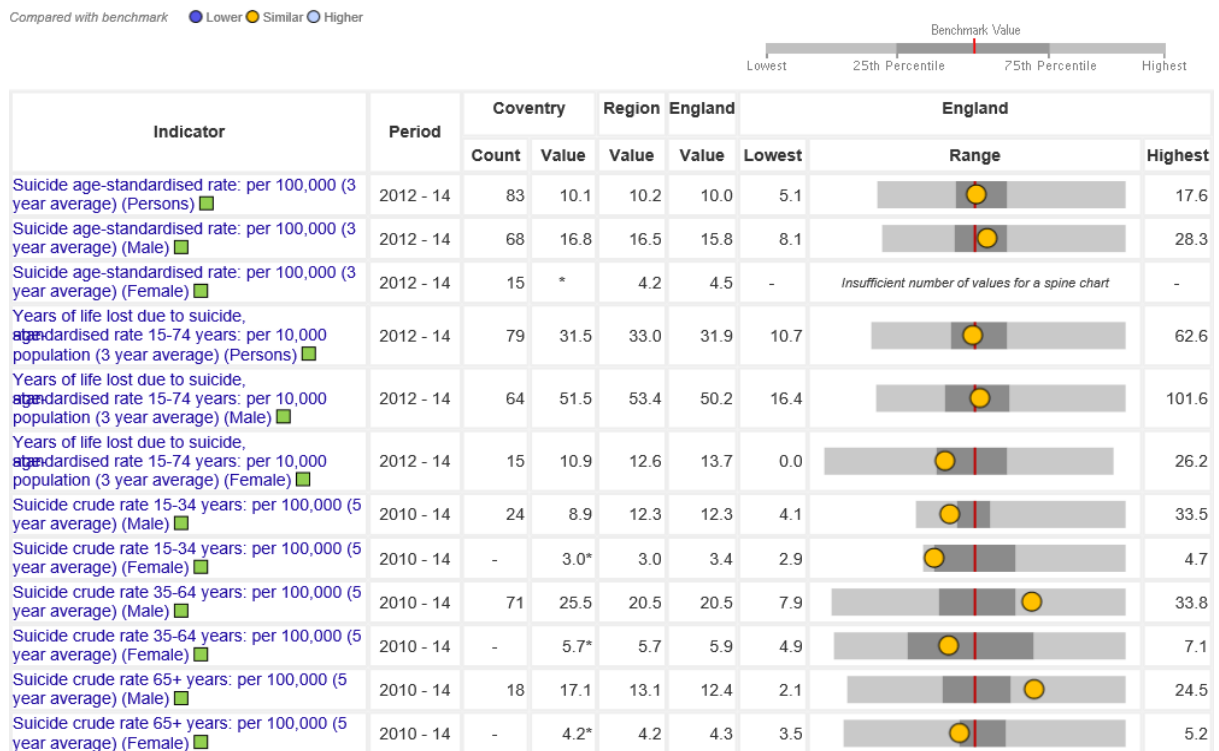 Compared with benchmark Lower Similar Higher
Benchmark Value
Lowest 25th Percentile 75th Percentile Highest
Indicator Period Coventry Region England England
Count Value Value Value Lowest Range Highest
Suicide age-standardised rate: per 100,000 (3
year average) (Persons) 2012 - 14 83 10.1 10.2 10.0 5.1 17.6
Suicide age-standardised rate: per 100,000 (3
year average) (Male) 2012 - 14 68 16.8 16.5 15.8 8.1 28.3
Suicide age-standardised rate: per 100,000 (3
year average) (Female) 2012 - 14 15 * 4.2 4.5 - Insufficient number of values for a spine chart -
Years of life lost due to suicide,
age-standardised rate 15-74 years: per 10,000
population (3 year average) (Persons) 2012 - 14 79 31.5 33.0 31.9 10.7 62.6
Years of life lost due to suicide,
age-standardised rate 15-74 years: per 10,000
population (3 year average) (Male) 2012 - 14 64 51.5 53.4 50.2 16.4 101.6
Years of life lost due to suicide,
age-standardised rate 15-74 years: per 10,000
population (3 year average) (Female) 2012 - 14 15 10.9 12.6 13.7 0.0 26.2
Suicide crude rate 15-34 years: per 100,000 (5
year average) (Male) 2010 - 14 24 8.9 12.3 12.3 4.1 33.5
Suicide crude rate 15-34 years: per 100,000 (5
year average) (Female) 2010 - 14 - 3.0* 3.0 3.4 2.9 4.7
Suicide crude rate 35-64 years: per 100,000 (5
year average) (Male) 2010 - 14 71 25.5 20.5 20.5 7.9 33.8
Suicide crude rate 35-64 years: per 100,000 (5
year average) (Female) 2010 - 14 - 5.7* 5.7 5.9 4.9 7.1
Suicide crude rate 65+ years: per 100,000 (5
year average) (Male) 2010 - 14 18 17.1 13.1 12.4 2.1 24.5
Suicide crude rate 65+ years: per 100,000 (5
year average) (Female) 2010 - 14 - 4.2* 4.2 4.3 3.5 5.2